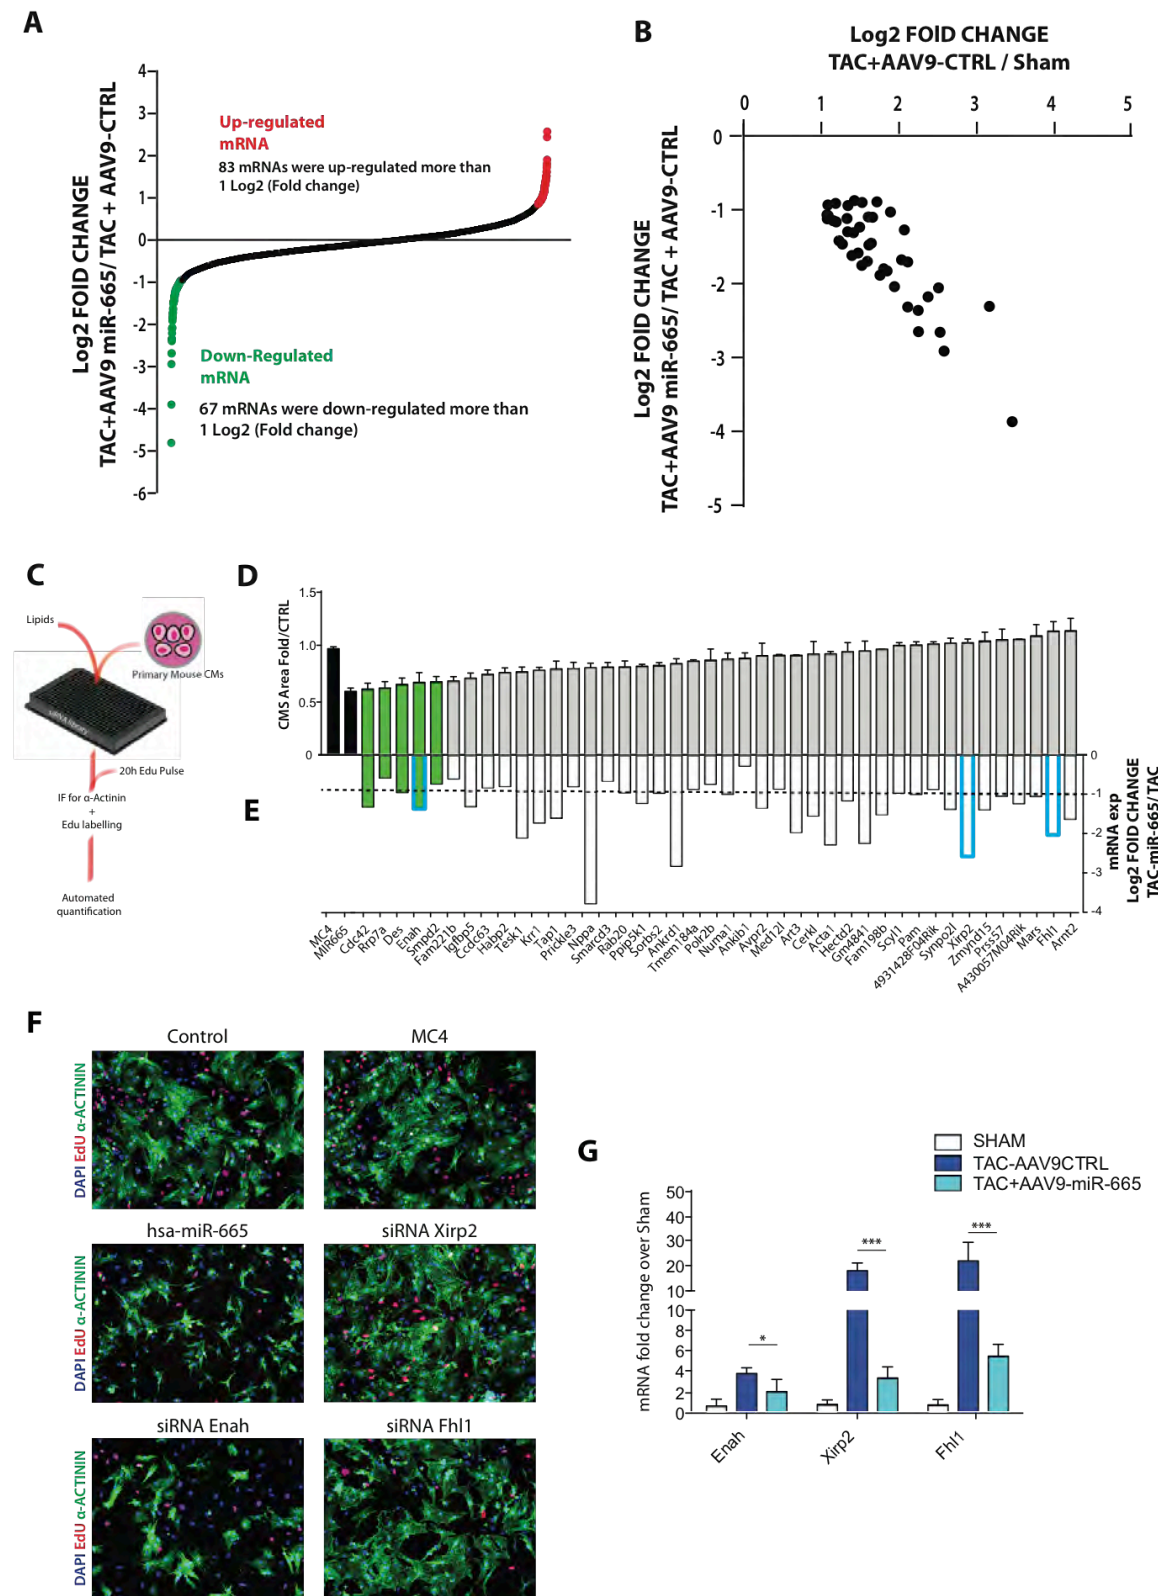 A
Log2 FOlD CHANGE
TAC+AAV9 miR-665/ TAC + AAV9-CTRL
4
3
2
1
0
-1
-2
-3
-4
-5
-6
Up-regulated
mRNA
83 mRNAs were up-regulated more than
1 Log2 (Fold change)
Down-Regulated
mRNA
67 mRNAs were down-regulated more than
1 Log2 (Fold change)
B
Log2 FOlD CHANGE
TAC+AAV9-CTRL / Sham
0 1 2 3 4 5
Log2 FOlD CHANGE
TAC+AAV9 miR-665/ TAC + AAV9-CTRL
0
-1
-2
-3
-4
-5
C
Lipids
Primary Mouse CMs
siRNA library
20h Edu Pulse
IF for α-Actinin
+
Edu labelling
Automated
quantification
D
CMS Area Fold/CTRL
1.5
1.0
0.5
0
E
0
-1
-2
-3
-4
mRNA exp
Log2 FOLD CHANGE
TAC-miR-665/ TAC
MC4
MIR665
Cdc42
Rrp7a
Des
Enah
Smpd2
Fam221b
Igfbp5
Ccdc63
Habp2
Tesk1
Krr1
Tap1
Prickle3
Nppa
Smarcd3
Rab20
Pip5k1
Sorbs2
Ankrd1
Tmem184a
Polr2b
Numa1
Ankib1
Avpr2
Med12l
Art3
Cerkl
Acta1
Hectd2
Gm4841
Fam198b
Scyl1
Pam
4931428F04Rik
Synpo2l
Xirp2
Zmynd15
Prss57
A430057M04Rik
Mars
Fhl1
Arnt2
F
Control
MC4
DAPI EdU α-ACTININ
hsa-miR-665
siRNA Xirp2
DAPI EdU α-ACTININ
siRNA Enah
siRNA Fhl1
DAPI EdU α-ACTININ
G
SHAM
TAC-AAV9CTRL
TAC+AAV9-miR-665
mRNA fold change over Sham
50
40
30
20
10
10
8
6
4
2
0
*
***
***
Enah
Xirp2
Fhl1